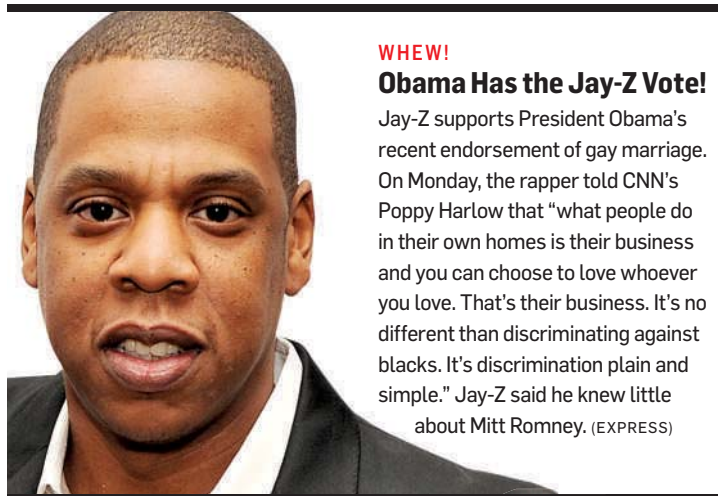 WHEW!
Obama Has the Jay-Z Vote!
Jay-Z supports President Obama’s
recent endorsement of gay marriage.
On Monday, the rapper told CNN’s
Poppy Harlow that “what people do
in their own homes is their business
and you can choose to love whoever
you love. That’s their business. It’s no
different than discriminating against
blacks. It’s discrimination plain and
simple.” Jay-Z said he knew little
about Mitt Romney. (EXPRESS)